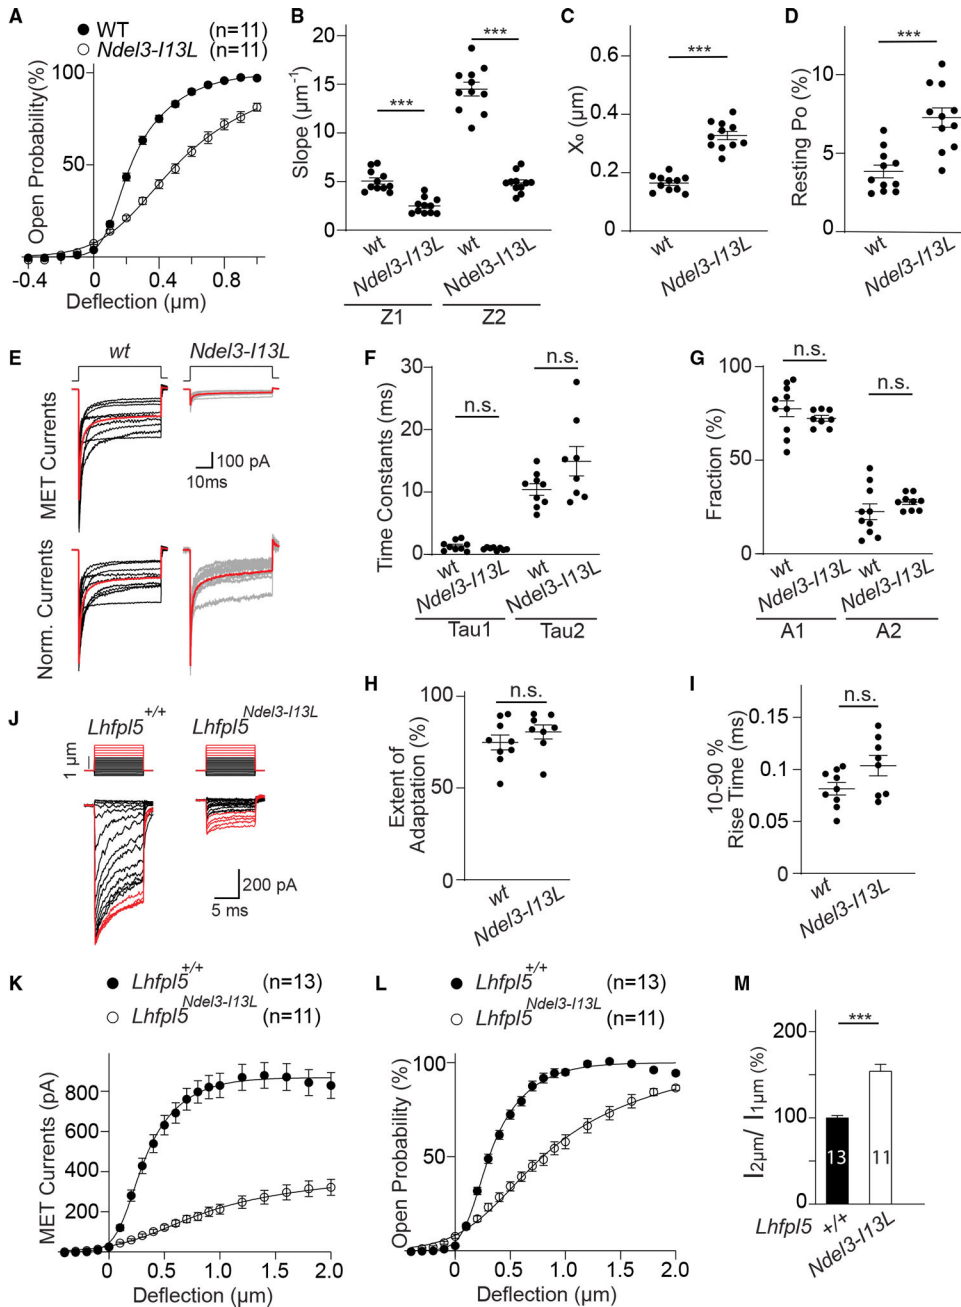 A
WT (n=11)
Ndel3-I13L (n=11)
Open Probability(%)
100
50
-0.4 0 0.4 0.8
Deflection (µm)
B
Slope (µm⁻¹)
20
15
10
5
0
***
***
wt
Ndel3-I13L
wt
Ndel3-I13L
Z1
Z2
C
X₀ (µm)
0.6
0.4
0.2
0
***
wt
Ndel3-I13L
D
Resting Po (%)
10
5
0
***
wt
Ndel3-I13L
E
wt
Ndel3-I13L
MET Currents
100 pA
10ms
Norm. Currents
F
Time Constants (ms)
30
20
10
0
n.s.
n.s.
wt
Ndel3-I13L
wt
Ndel3-I13L
Tau1
Tau2
G
Fraction (%)
100
50
0
n.s.
n.s.
wt
Ndel3-I13L
wt
Ndel3-I13L
A1
A2
H
Extent of
Adaptation (%)
100
50
0
n.s.
wt
Ndel3-I13L
I
10-90 %
Rise Time (ms)
0.15
0.1
0.05
0
n.s.
wt
Ndel3-I13L
J
Lhfpl5+/+
Lhfpl5Ndel3-I13L
1 µm
200 pA
5 ms
K
Lhfpl5+/+ (n=13)
Lhfpl5Ndel3-I13L (n=11)
MET Currents (pA)
800
600
400
200
0
0 0.5 1.0 1.5 2.0
Deflection (µm)
L
Lhfpl5+/+ (n=13)
Lhfpl5Ndel3-I13L (n=11)
Open Probability (%)
100
50
0 0.5 1.0 1.5 2.0
Deflection (µm)
M
I2µm/ I1µm (%)
200
100
0
***
13
11
Lhfpl5 +/+
Ndel3-I13L